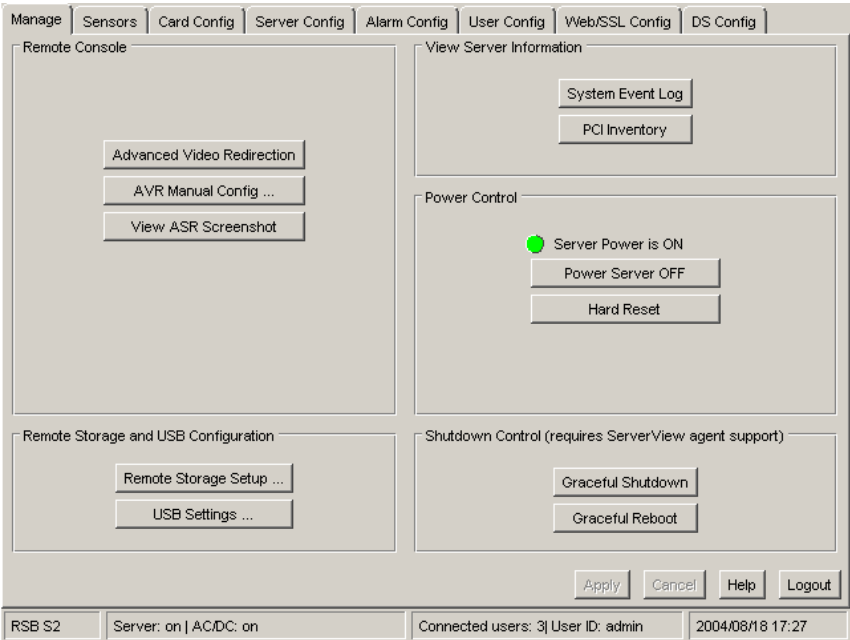 Manage Sensors Card Config Server Config Alarm Config User Config Web/SSL Config DS Config
Remote Console
Advanced Video Redirection
AVR Manual Config ...
View ASR Screenshot
View Server Information
System Event Log
PCI Inventory
Power Control
Server Power is ON
Power Server OFF
Hard Reset
Remote Storage and USB Configuration
Remote Storage Setup ...
USB Settings ...
Shutdown Control (requires ServerView agent support)
Graceful Shutdown
Graceful Reboot
Apply Cancel Help Logout
RSB S2 Server: on | AC/DC: on Connected users: 3| User ID: admin 2004/08/18 17:27